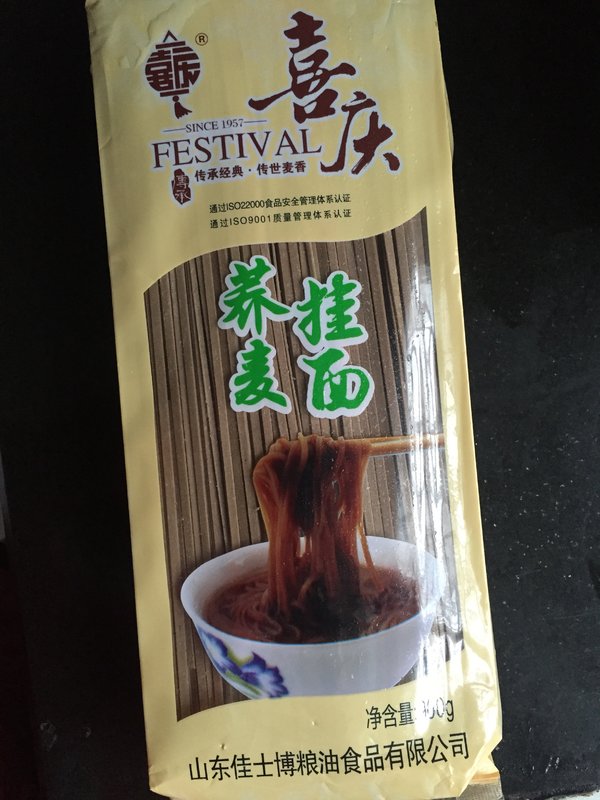 喜庆
®
SINCE 1957
FESTIVAL
传承
传承经典·传世麦香
通过ISO22000食品安全管理体系认证
通过ISO9001质量管理体系认证
荞麦
挂面
净含量:
山东佳士博粮油食品有限公司